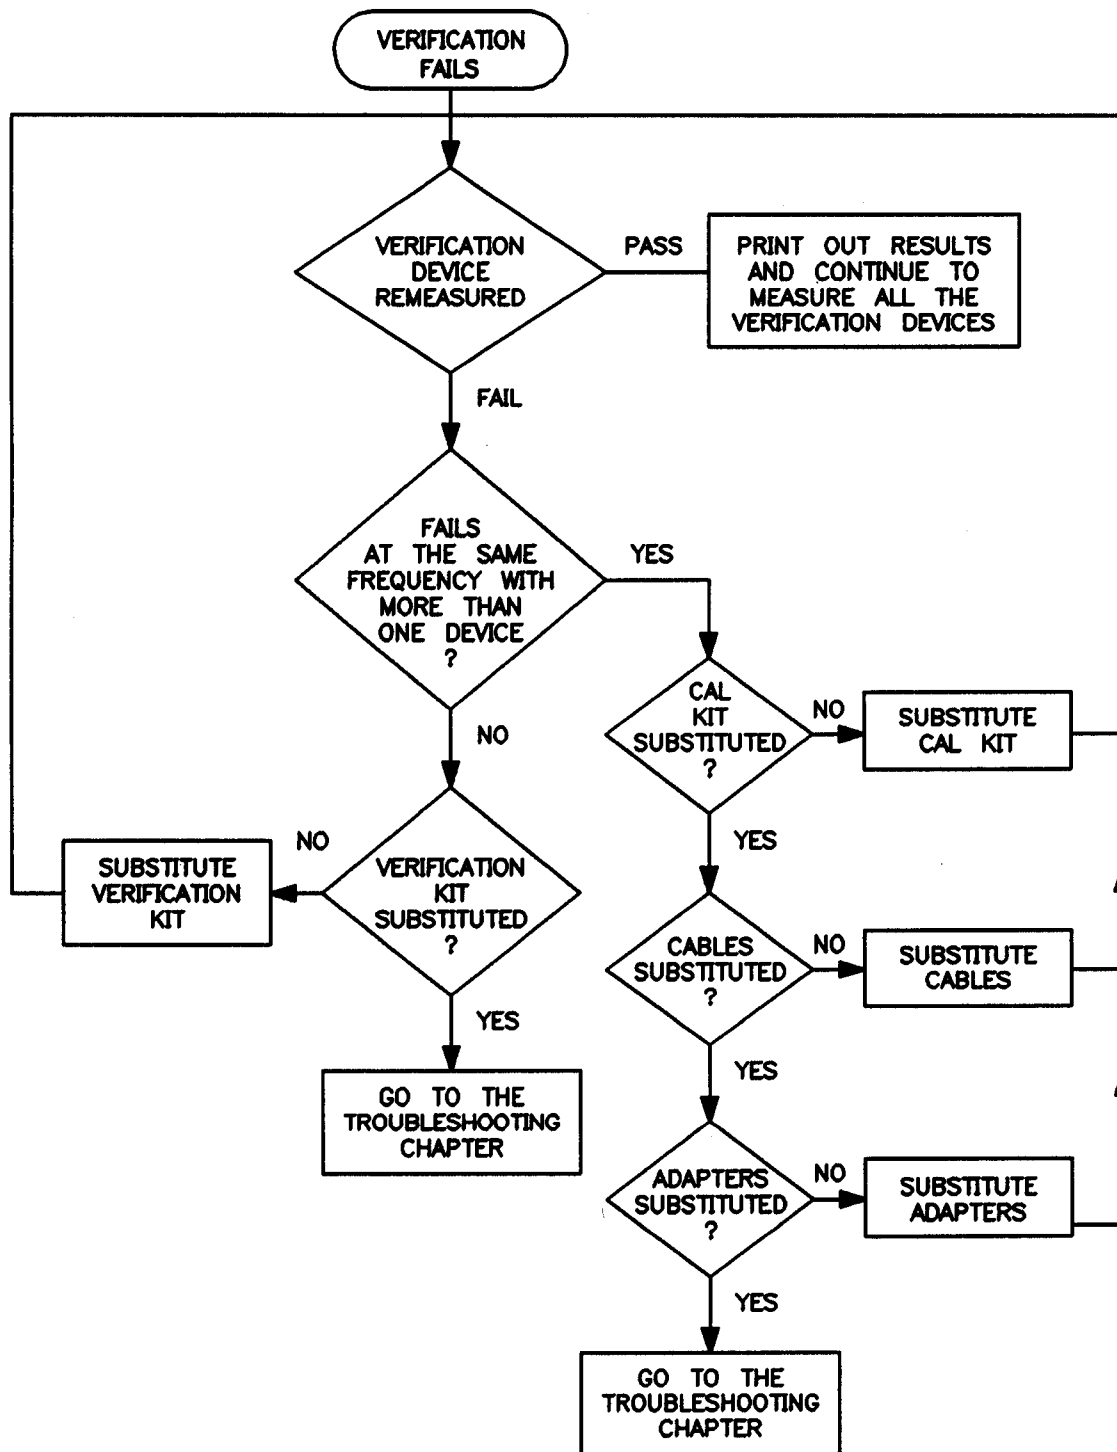 VERIFICATION
FAILS
VERIFICATION
DEVICE
REMEASURED
PASS
PRINT OUT RESULTS
AND CONTINUE TO
MEASURE ALL THE
VERIFICATION DEVICES
FAIL
FAILS
AT THE SAME
FREQUENCY WITH
MORE THAN
ONE DEVICE
?
YES
NO
CAL
KIT
SUBSTITUTED
?
NO
SUBSTITUTE
CAL KIT
YES
NO
SUBSTITUTE
VERIFICATION
KIT
VERIFICATION
KIT
SUBSTITUTED
?
CABLES
SUBSTITUTED
?
NO
SUBSTITUTE
CABLES
YES
YES
GO TO THE
TROUBLESHOOTING
CHAPTER
ADAPTERS
SUBSTITUTED
?
NO
SUBSTITUTE
ADAPTERS
YES
GO TO THE
TROUBLESHOOTING
CHAPTER